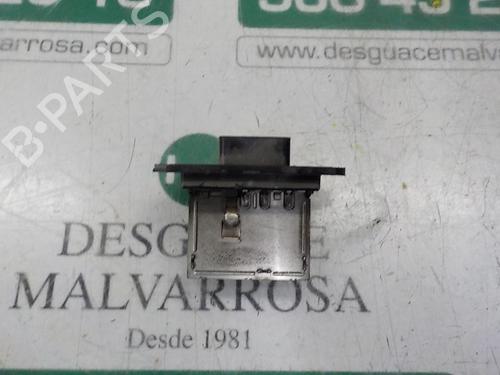 varrosa.com
www.desguacemalv
B-PARTS
DESG
E
MALVARROSA
Desde 1981